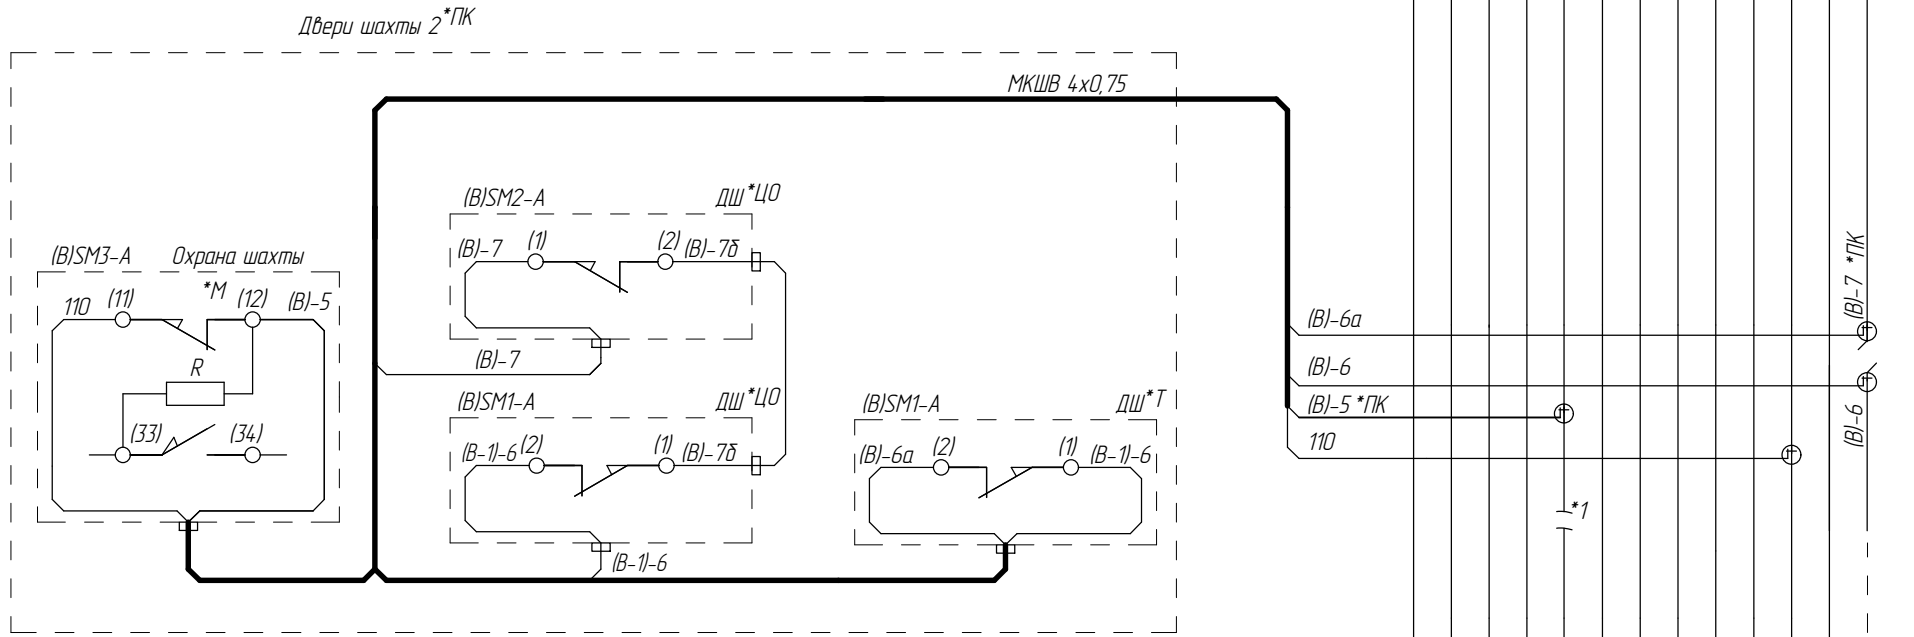 Двери шахты 2*ПК
МКШВ 4х0,75
(В)SM3-А
Охрана шахты
*М
110
(11)
(12)
(В)-5
R
(33)
(34)
(В)SM2-А
ДШ*ЦО
(В)-7
(1)
(2)
(В)-7б
(В)-7
(В)SM1-А
ДШ*ЦО
(В-1)-6
(2)
(1)
(В)-7б
(В-1)-6
(В)SM1-А
ДШ*Т
(В)-6а
(2)
(1)
(В-1)-6
(В)-6а
(В)-6
(В)-5 *ПК
110
*1
(В)-7 *ПК
(В)-6